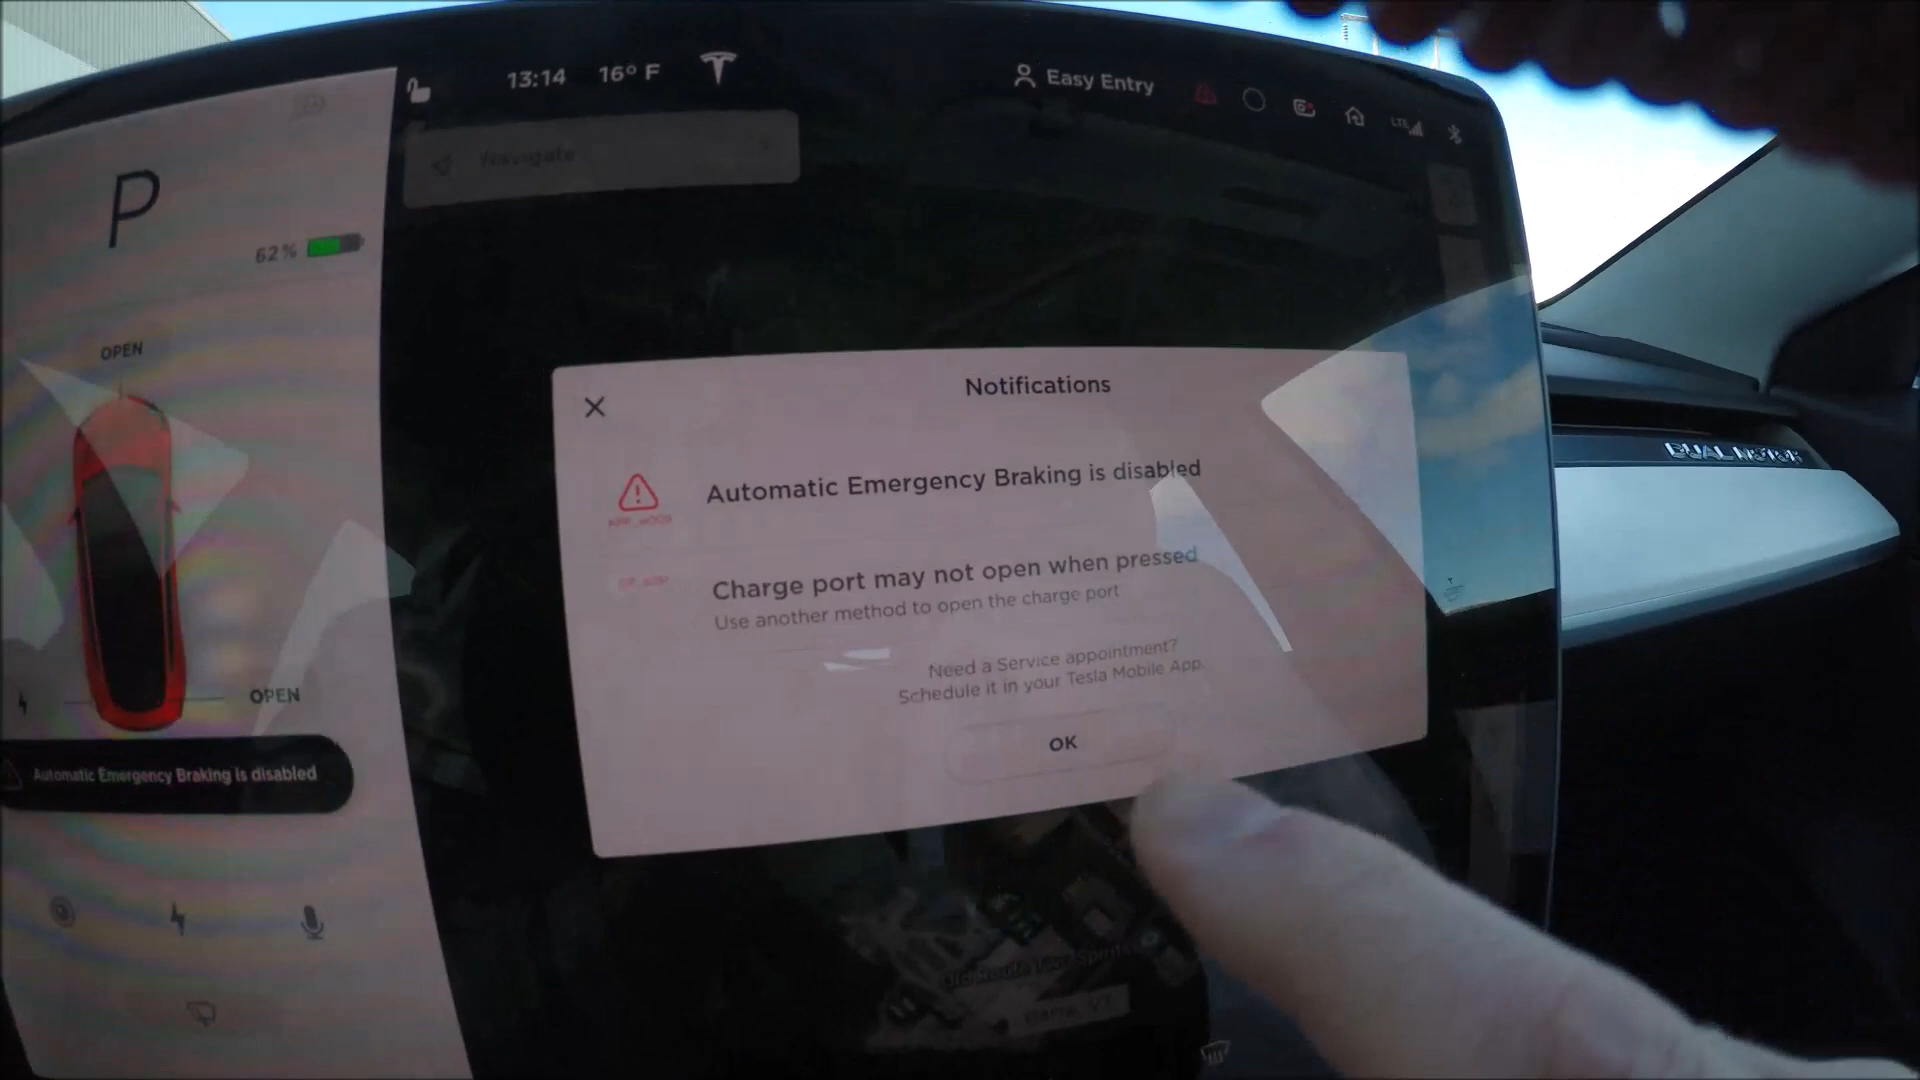 13:14 16° F
Easy Entry
LTE
Navigate
P
62%
OPEN
OPEN
Automatic Emergency Braking is disabled
Notifications
Automatic Emergency Braking is disabled
Charge port may not open when pressed
Use another method to open the charge port
Need a Service appointment?
Schedule it in your Tesla Mobile App.
OK
DUAL MOTOR